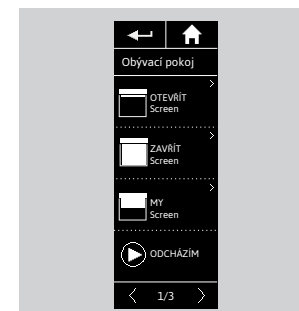 Obývací pokoj
OTEVŘÍT
Screen
ZAVŘÍT
Screen
MY
Screen
ODCHÁZÍM
1/3